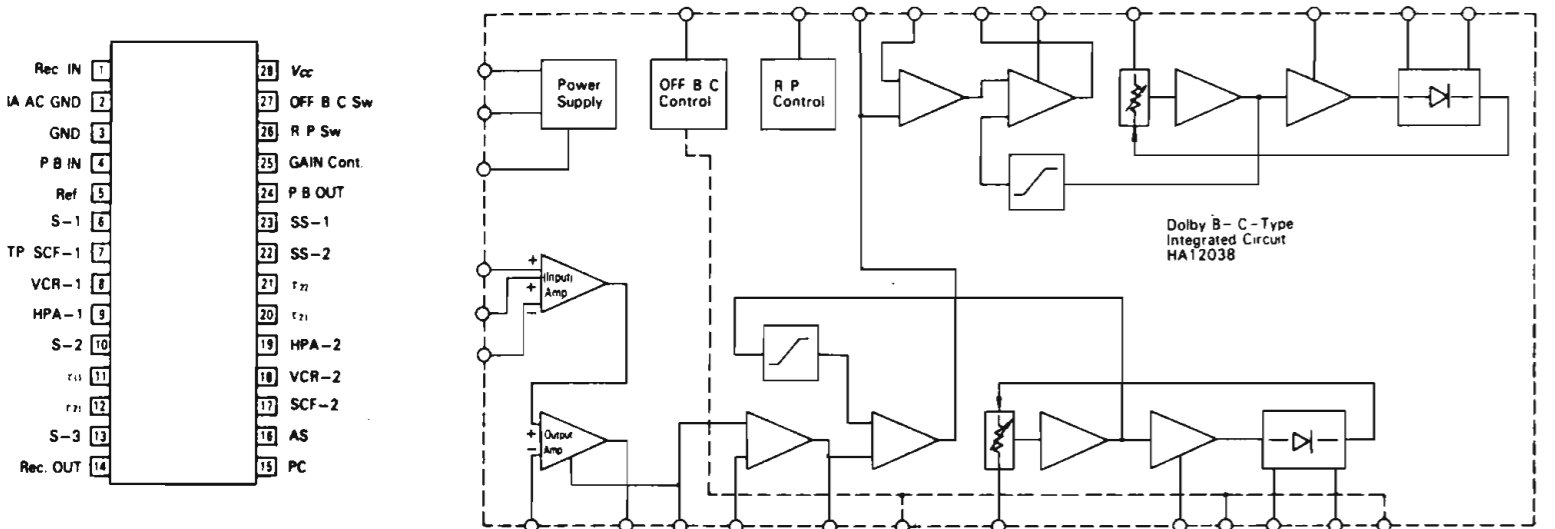 Rec IN 1
IA AC GND 2
GND 3
P B IN 4
Ref 5
S-1 6
TP SCF-1 7
VCR-1 8
HPA-1 9
S-2 10
11
12
S-3 13
Rec. OUT 14
28 Vcc
27 OFF B C Sw
26 R P Sw
25 GAIN Cont.
24 P B OUT
23 SS-1
22 SS-2
21 τ22
20 τ21
19 HPA-2
18 VCR-2
17 SCF-2
16 AS
15 PC
Power
Supply
OFF B C
Control
R P
Control
Dolby B-C-Type
Integrated Circuit
HA12038
+
(Input)
+ Amp
−
+ Output
− Amp